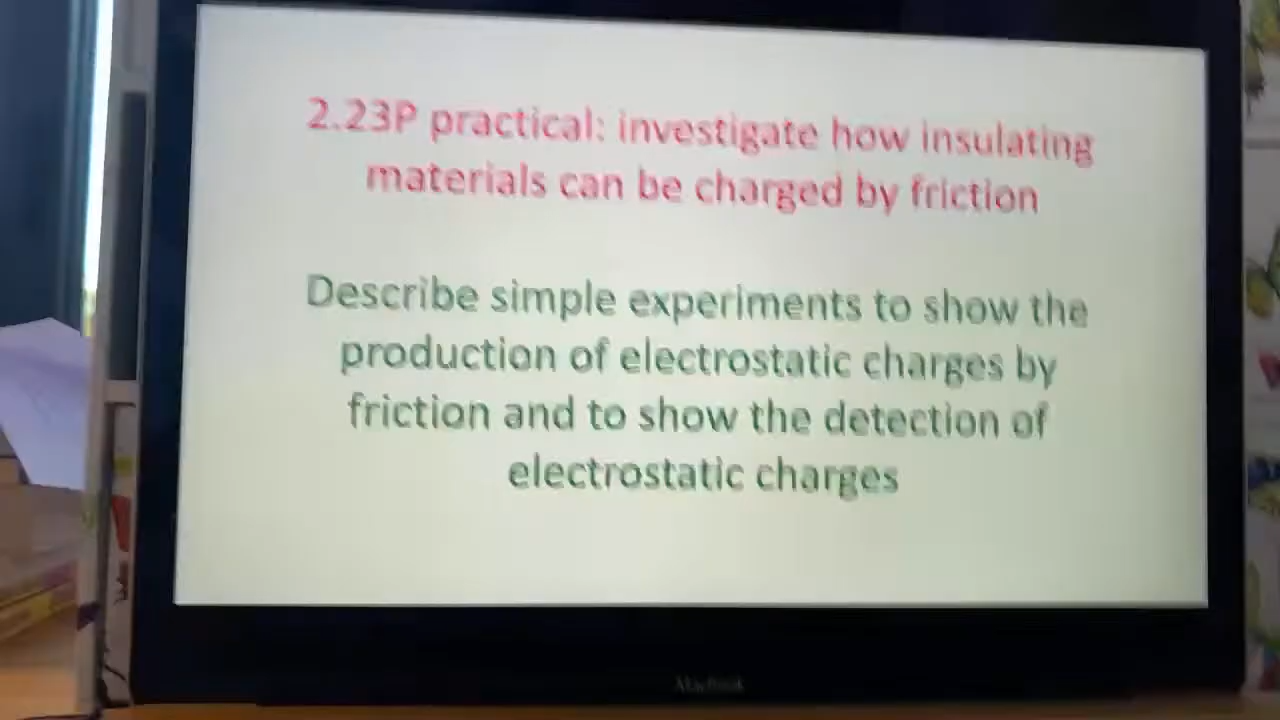 2.23P practical: investigate how insulating
materials can be charged by friction
Describe simple experiments to show the
production of electrostatic charges by
friction and to show the detection of
electrostatic charges
MacBook